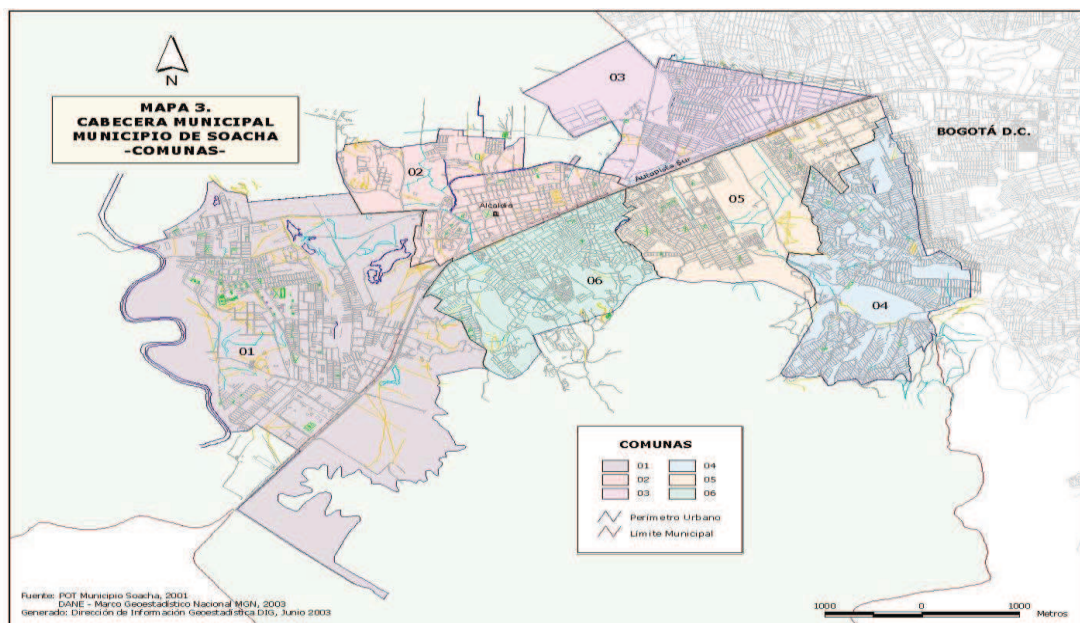 N
MAPA 3.
CABECERA MUNICIPAL
MUNICIPIO DE SOACHA
-COMUNAS-
03
BOGOTÁ D.C.
02
Autopista Sur
Alcaldía
05
06
04
01
COMUNAS
01 04
02 05
03 06
Perímetro Urbano
Límite Municipal
Fuente: POT Municipio Soacha, 2001
DANE - Marco Geoestadístico Nacional MGN, 2003
Generado: Dirección de Información Geoestadística DIG, Junio 2003
1000 0 1000
Metros